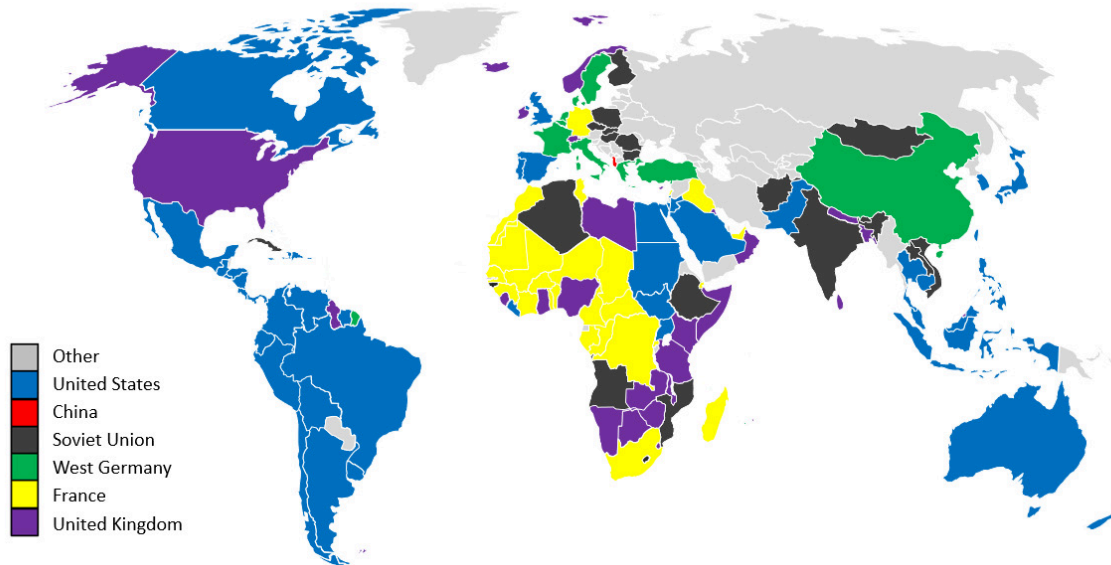 Other
United States
China
Soviet Union
West Germany
France
United Kingdom